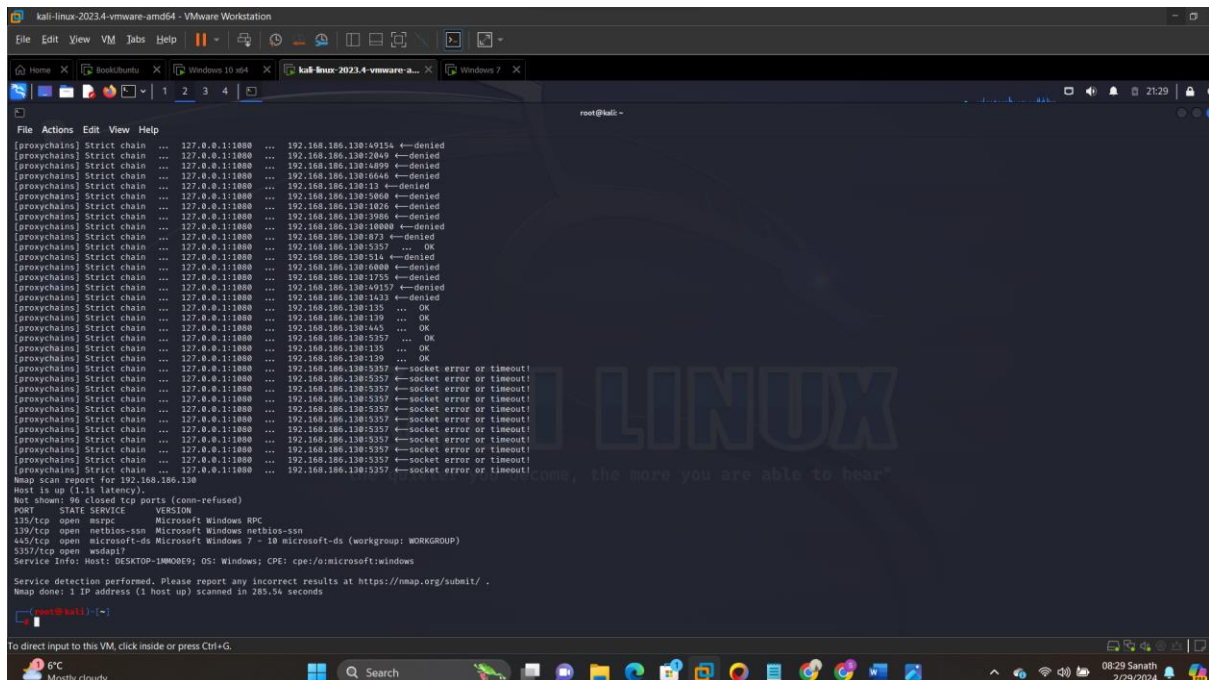 kali-linux-2023.4-vmware-amd64 - VMware Workstation
File Edit View VM Tabs Help
Home BookUbuntu Windows 10 x64 kali-linux-2023.4-vmware-a... Windows 7
1 2 3 4 21:29
root@kali: ~
File Actions Edit View Help
[proxychains] Strict chain ... 127.0.0.1:1080 ... 192.168.186.130:49154 ←—denied
[proxychains] Strict chain ... 127.0.0.1:1080 ... 192.168.186.130:2049 ←—denied
[proxychains] Strict chain ... 127.0.0.1:1080 ... 192.168.186.130:4899 ←—denied
[proxychains] Strict chain ... 127.0.0.1:1080 ... 192.168.186.130:6646 ←—denied
[proxychains] Strict chain ... 127.0.0.1:1080 ... 192.168.186.130:13 ←—denied
[proxychains] Strict chain ... 127.0.0.1:1080 ... 192.168.186.130:5060 ←—denied
[proxychains] Strict chain ... 127.0.0.1:1080 ... 192.168.186.130:1026 ←—denied
[proxychains] Strict chain ... 127.0.0.1:1080 ... 192.168.186.130:3986 ←—denied
[proxychains] Strict chain ... 127.0.0.1:1080 ... 192.168.186.130:10000 ←—denied
[proxychains] Strict chain ... 127.0.0.1:1080 ... 192.168.186.130:873 ←—denied
[proxychains] Strict chain ... 127.0.0.1:1080 ... 192.168.186.130:5357 ... OK
[proxychains] Strict chain ... 127.0.0.1:1080 ... 192.168.186.130:514 ←—denied
[proxychains] Strict chain ... 127.0.0.1:1080 ... 192.168.186.130:6000 ←—denied
[proxychains] Strict chain ... 127.0.0.1:1080 ... 192.168.186.130:1755 ←—denied
[proxychains] Strict chain ... 127.0.0.1:1080 ... 192.168.186.130:49157 ←—denied
[proxychains] Strict chain ... 127.0.0.1:1080 ... 192.168.186.130:1433 ←—denied
[proxychains] Strict chain ... 127.0.0.1:1080 ... 192.168.186.130:135 ... OK
[proxychains] Strict chain ... 127.0.0.1:1080 ... 192.168.186.130:139 ... OK
[proxychains] Strict chain ... 127.0.0.1:1080 ... 192.168.186.130:445 ... OK
[proxychains] Strict chain ... 127.0.0.1:1080 ... 192.168.186.130:5357 ... OK
[proxychains] Strict chain ... 127.0.0.1:1080 ... 192.168.186.130:135 ... OK
[proxychains] Strict chain ... 127.0.0.1:1080 ... 192.168.186.130:139 ... OK
[proxychains] Strict chain ... 127.0.0.1:1080 ... 192.168.186.130:5357 ←—socket error or timeout!
[proxychains] Strict chain ... 127.0.0.1:1080 ... 192.168.186.130:5357 ←—socket error or timeout!
[proxychains] Strict chain ... 127.0.0.1:1080 ... 192.168.186.130:5357 ←—socket error or timeout!
[proxychains] Strict chain ... 127.0.0.1:1080 ... 192.168.186.130:5357 ←—socket error or timeout!
[proxychains] Strict chain ... 127.0.0.1:1080 ... 192.168.186.130:5357 ←—socket error or timeout!
[proxychains] Strict chain ... 127.0.0.1:1080 ... 192.168.186.130:5357 ←—socket error or timeout!
[proxychains] Strict chain ... 127.0.0.1:1080 ... 192.168.186.130:5357 ←—socket error or timeout!
[proxychains] Strict chain ... 127.0.0.1:1080 ... 192.168.186.130:5357 ←—socket error or timeout!
[proxychains] Strict chain ... 127.0.0.1:1080 ... 192.168.186.130:5357 ←—socket error or timeout!
[proxychains] Strict chain ... 127.0.0.1:1080 ... 192.168.186.130:5357 ←—socket error or timeout!
[proxychains] Strict chain ... 127.0.0.1:1080 ... 192.168.186.130:5357 ←—socket error or timeout!
Nmap scan report for 192.168.186.130
Host is up (1.1s latency).
Not shown: 96 closed tcp ports (conn-refused)
PORT STATE SERVICE VERSION
135/tcp open msrpc Microsoft Windows RPC
139/tcp open netbios-ssn Microsoft Windows netbios-ssn
445/tcp open microsoft-ds Microsoft Windows 7 - 10 microsoft-ds (workgroup: WORKGROUP)
5357/tcp open wsdapi?
Service Info: Host: DESKTOP-1MMO0E9; OS: Windows; CPE: cpe:/o:microsoft:windows
Service detection performed. Please report any incorrect results at https://nmap.org/submit/ .
Nmap done: 1 IP address (1 host up) scanned in 285.54 seconds
(root@kali)-[~]
#
LINUX
the quieter you become, the more you are able to hear"
To direct input to this VM, click inside or press Ctrl+G.
1 6°C
Mostly cloudy
Search
08:29 Sanath
2/29/2024